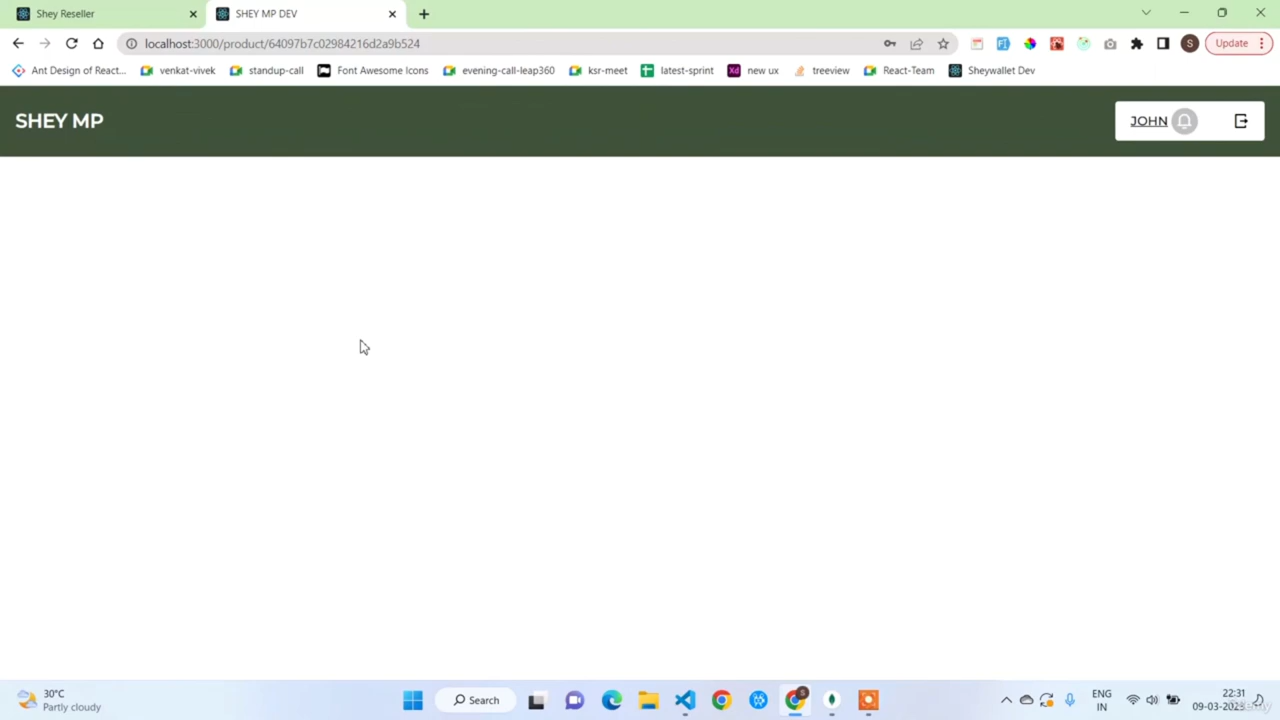 Shey Reseller
SHEY MP DEV
localhost:3000/product/64097b7c02984216d2a9b524
Update
Ant Design of React...
venkat-vivek
standup-call
Font Awesome Icons
evening-call-leap360
ksr-meet
latest-sprint
new ux
treeview
React-Team
Sheywallet Dev
SHEY MP
JOHN
30°C
Partly cloudy
Search
ENG
IN
22:31
09-03-2023